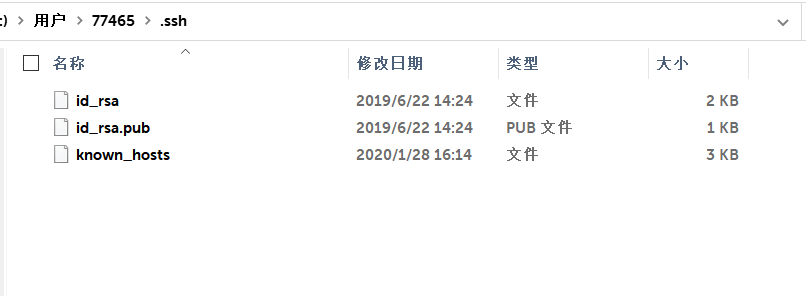 :) > 用户 > 77465 > .ssh
名称 修改日期 类型 大小
id_rsa 2019/6/22 14:24 文件 2 KB
id_rsa.pub 2019/6/22 14:24 PUB 文件 1 KB
known_hosts 2020/1/28 16:14 文件 3 KB